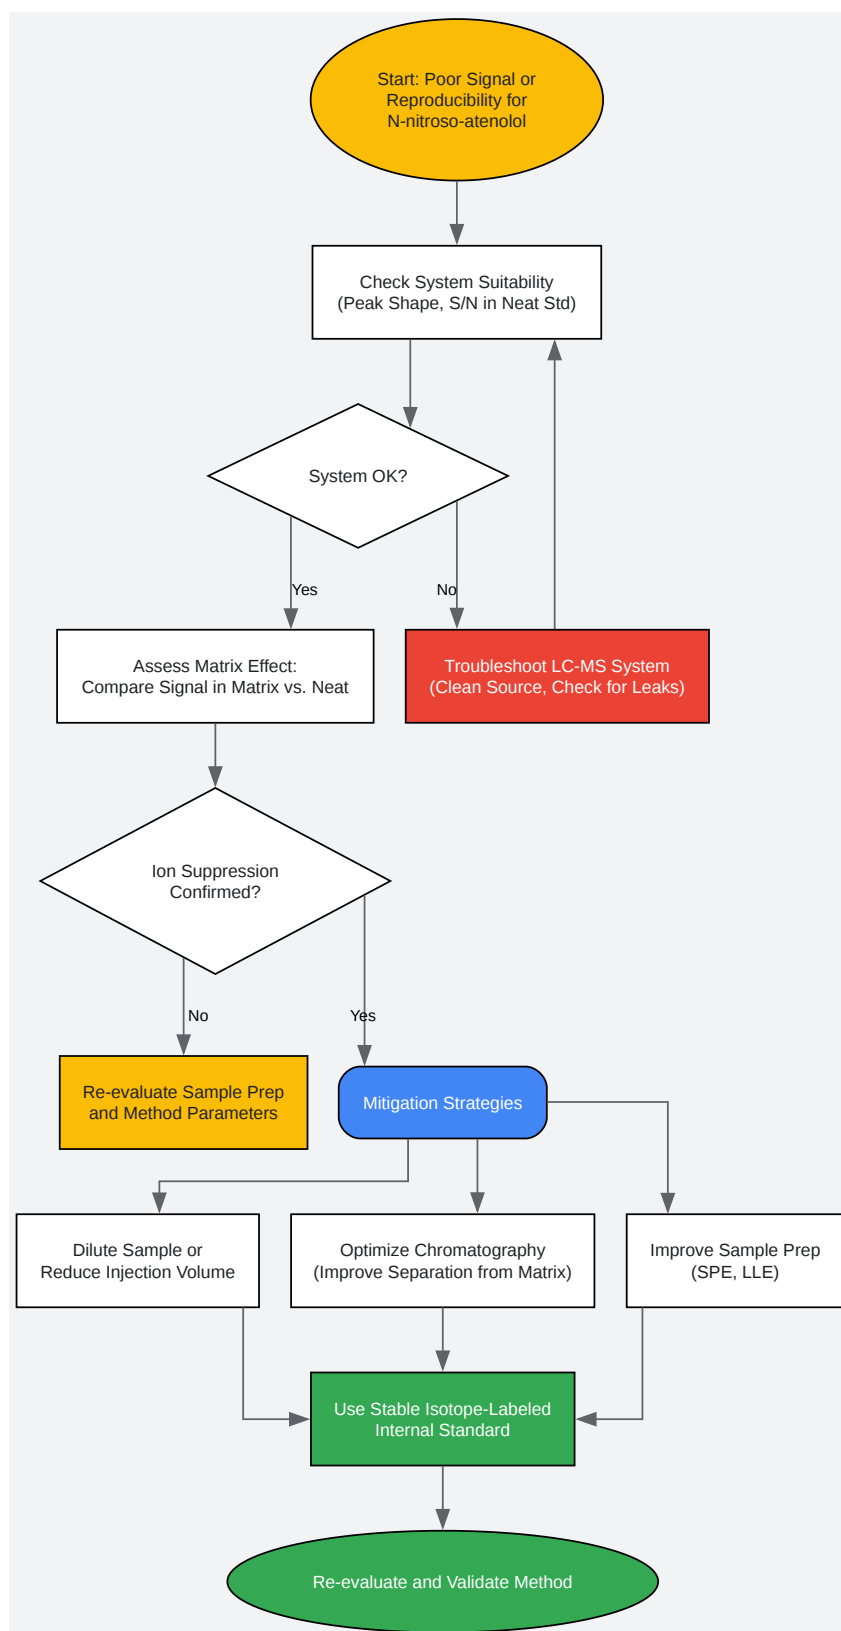 Start: Poor Signal or
Reproducibility for
N-nitroso-atenolol
Check System Suitability
(Peak Shape, S/N in Neat Std)
System OK?
Yes
No
Assess Matrix Effect:
Compare Signal in Matrix vs. Neat
Troubleshoot LC-MS System
(Clean Source, Check for Leaks)
Ion Suppression
Confirmed?
No
Yes
Re-evaluate Sample Prep
and Method Parameters
Mitigation Strategies
Dilute Sample or
Reduce Injection Volume
Optimize Chromatography
(Improve Separation from Matrix)
Improve Sample Prep
(SPE, LLE)
Use Stable Isotope-Labeled
Internal Standard
Re-evaluate and Validate Method